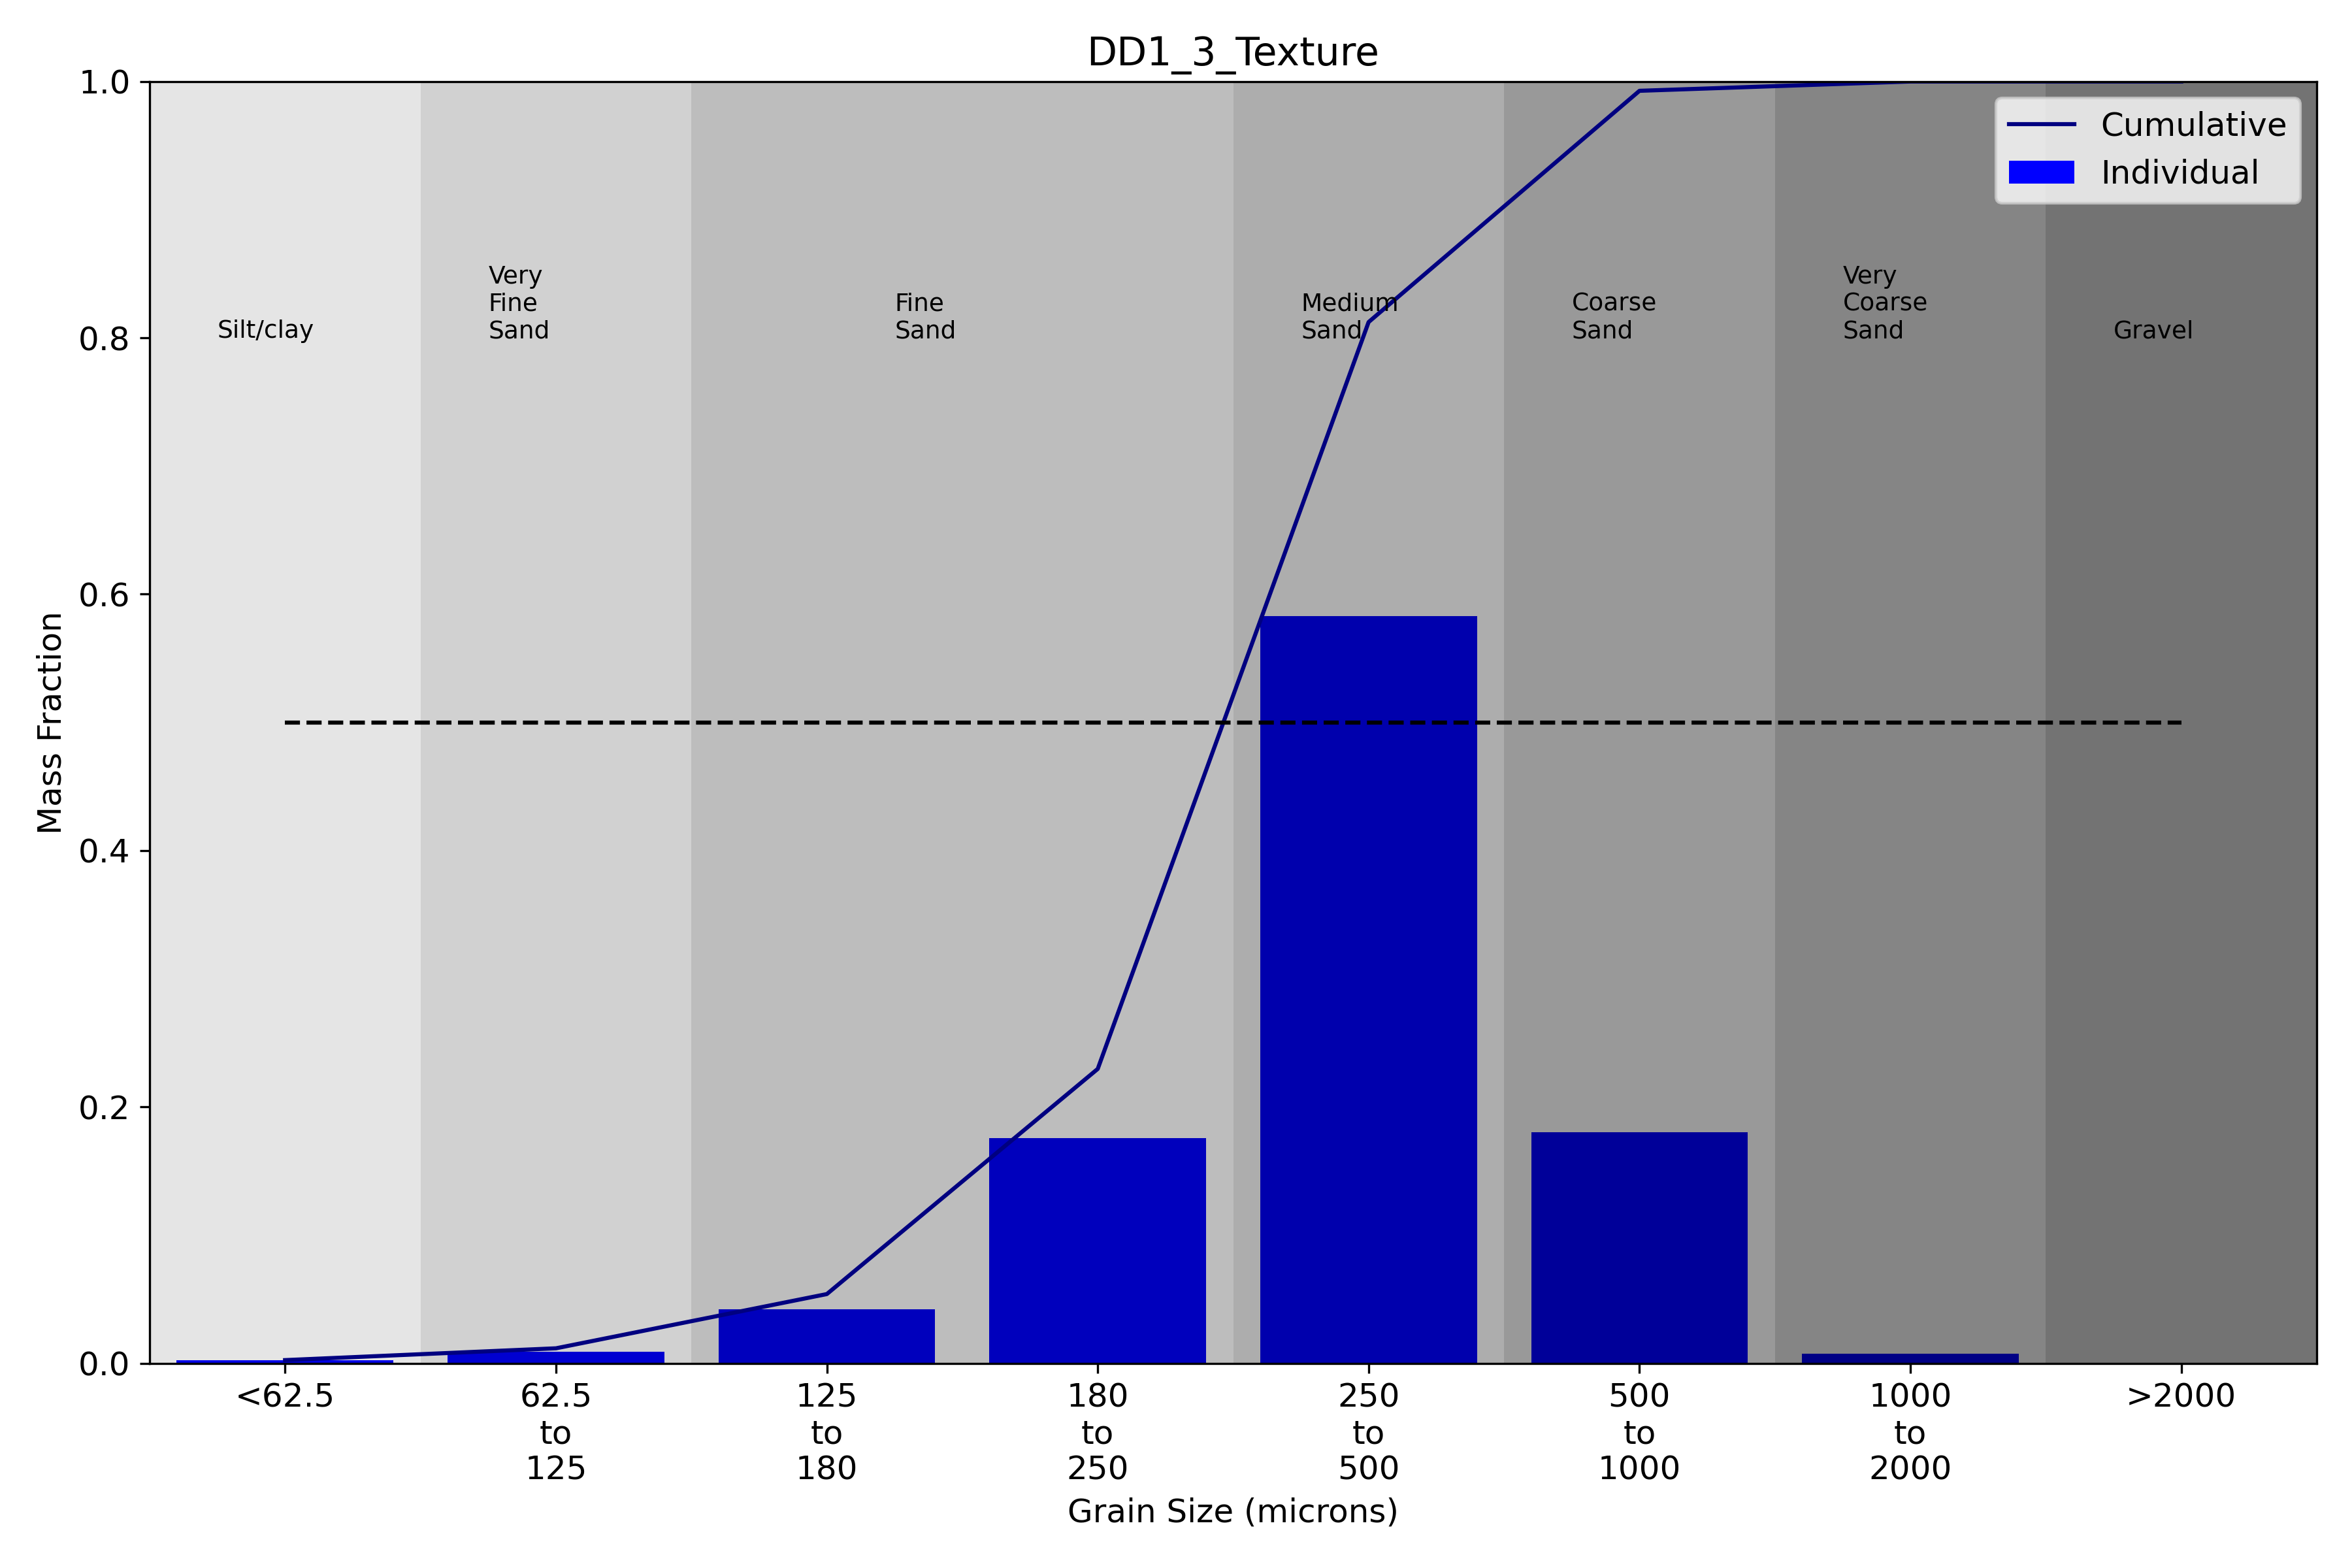 DD1_3_Texture
1.0
0.8
0.6
0.4
0.2
0.0
Mass Fraction
Cumulative
Individual
Silt/clay
Very
Fine
Sand
Fine
Sand
Medium
Sand
Coarse
Sand
Very
Coarse
Sand
Gravel
<62.5
62.5
to
125
125
to
180
180
to
250
250
to
500
500
to
1000
1000
to
2000
>2000
Grain Size (microns)